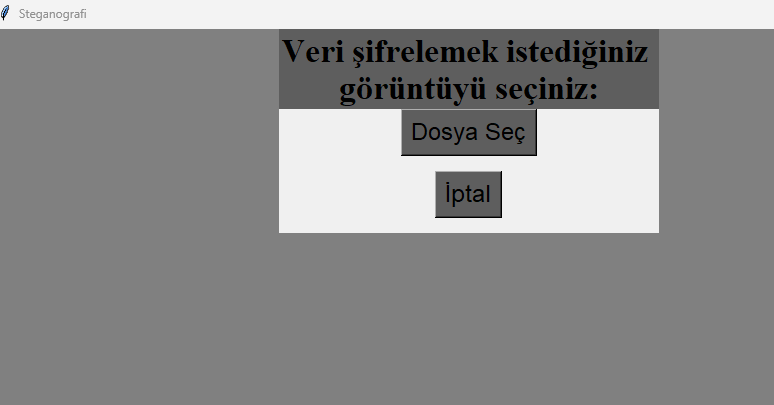 Steganografi
Veri şifrelemek istediğiniz
görüntüyü seçiniz:
Dosya Seç
İptal